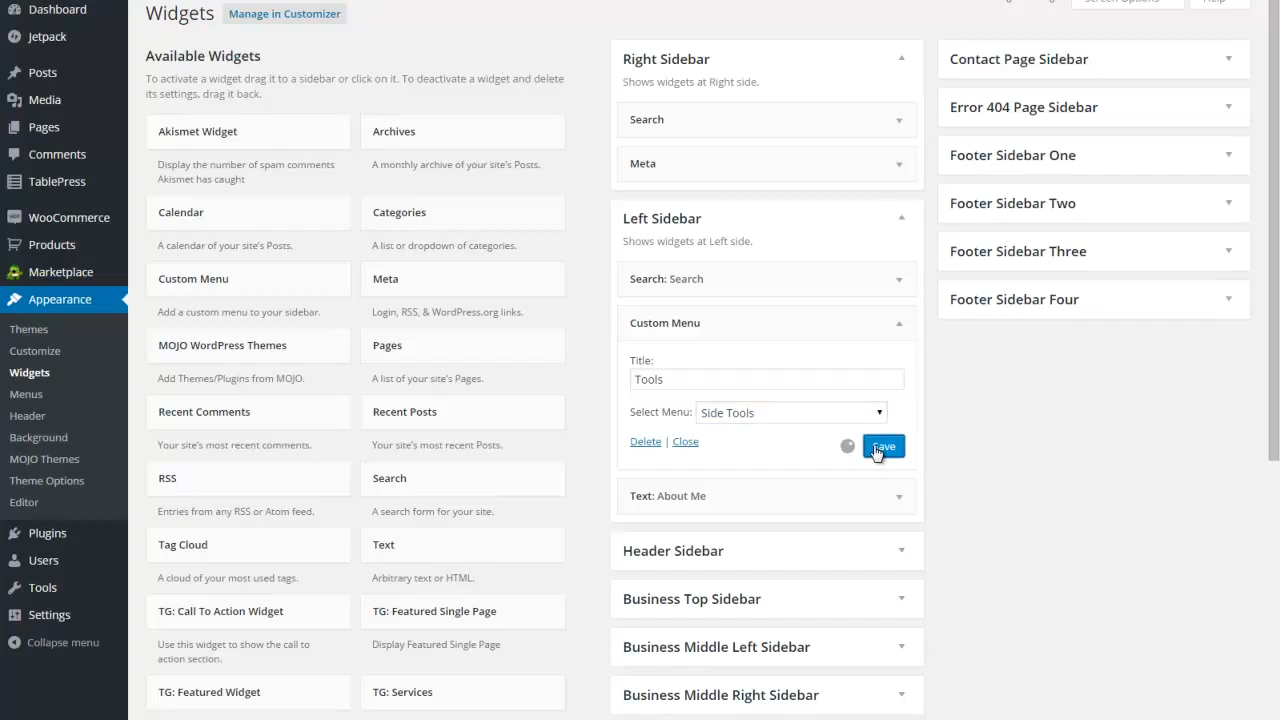 Dashboard
Jetpack
Posts
Media
Pages
Comments
TablePress
WooCommerce
Products
Marketplace
Appearance
Themes
Customize
Widgets
Menus
Header
Background
MOJO Themes
Theme Options
Editor
Plugins
Users
Tools
Settings
Collapse menu
Widgets
Manage in Customizer
Screen Options
Help
Available Widgets
To activate a widget drag it to a sidebar or click on it. To deactivate a widget and delete
its settings, drag it back.
Akismet Widget
Archives
Display the number of spam comments
Akismet has caught
A monthly archive of your site's Posts.
Calendar
Categories
A calendar of your site's Posts.
A list or dropdown of categories.
Custom Menu
Meta
Add a custom menu to your sidebar.
Login, RSS, & WordPress.org links.
MOJO WordPress Themes
Pages
Add Themes/Plugins from MOJO.
A list of your site's Pages.
Recent Comments
Recent Posts
Your site's most recent comments.
Your site's most recent Posts.
RSS
Search
Entries from any RSS or Atom feed.
A search form for your site.
Tag Cloud
Text
A cloud of your most used tags.
Arbitrary text or HTML.
TG: Call To Action Widget
TG: Featured Single Page
Use this widget to show the call to
action section.
Display Featured Single Page
TG: Featured Widget
TG: Services
Right Sidebar
Shows widgets at Right side.
Search
Meta
Left Sidebar
Shows widgets at Left side.
Search: Search
Custom Menu
Title:
Tools
Select Menu: Side Tools
Delete | Close
Save
Text: About Me
Header Sidebar
Business Top Sidebar
Business Middle Left Sidebar
Business Middle Right Sidebar
Contact Page Sidebar
Error 404 Page Sidebar
Footer Sidebar One
Footer Sidebar Two
Footer Sidebar Three
Footer Sidebar Four